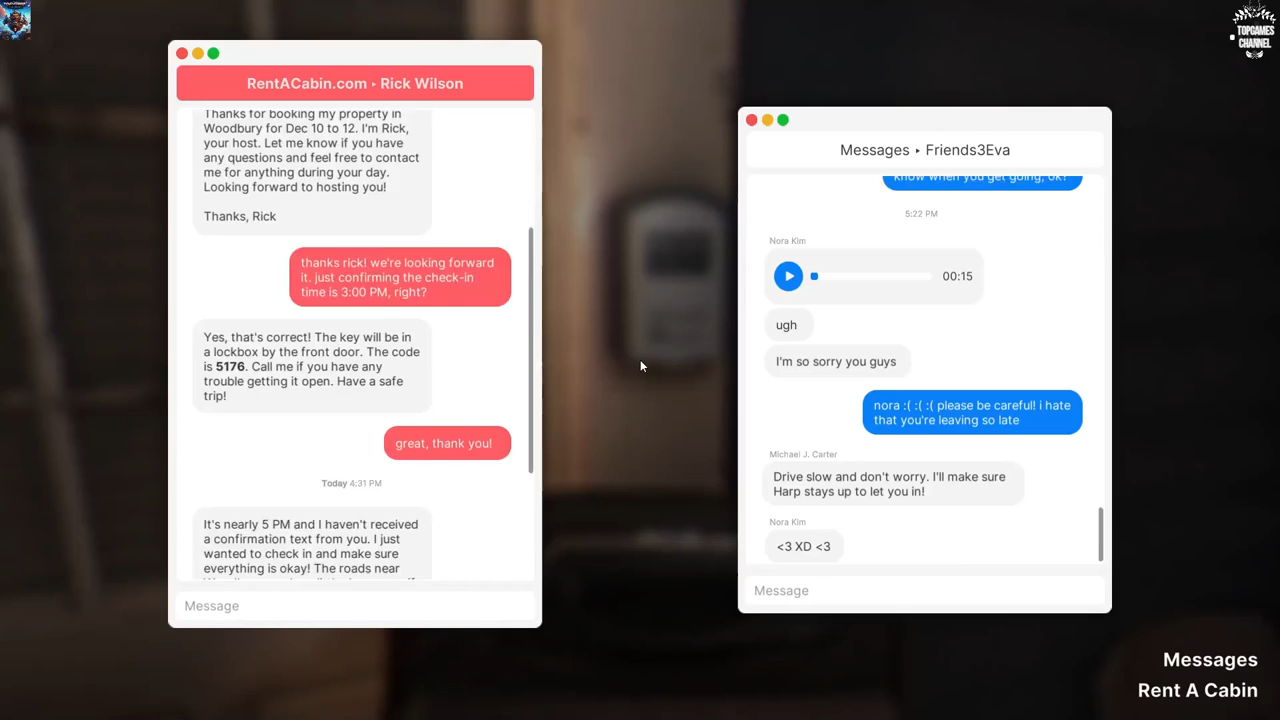 TOPGAMES
CHANNEL
RentACabin.com ▸ Rick Wilson
Thanks for booking my property in
Woodbury for Dec 10 to 12. I'm Rick,
your host. Let me know if you have
any questions and feel free to contact
me for anything during your day.
Looking forward to hosting you!
Thanks, Rick
thanks rick! we're looking forward
it. just confirming the check-in
time is 3:00 PM, right?
Yes, that's correct! The key will be in
a lockbox by the front door. The code
is 5176. Call me if you have any
trouble getting it open. Have a safe
trip!
great, thank you!
Today 4:31 PM
It's nearly 5 PM and I haven't received
a confirmation text from you. I just
wanted to check in and make sure
everything is okay! The roads near
Message
Messages ▸ Friends3Eva
know when you get going, ok?
5:22 PM
Nora Kim
00:15
ugh
I'm so sorry you guys
nora :( :( :( please be careful! i hate
that you're leaving so late
Michael J. Carter
Drive slow and don't worry. I'll make sure
Harp stays up to let you in!
Nora Kim
<3 XD <3
Message
Messages
Rent A Cabin